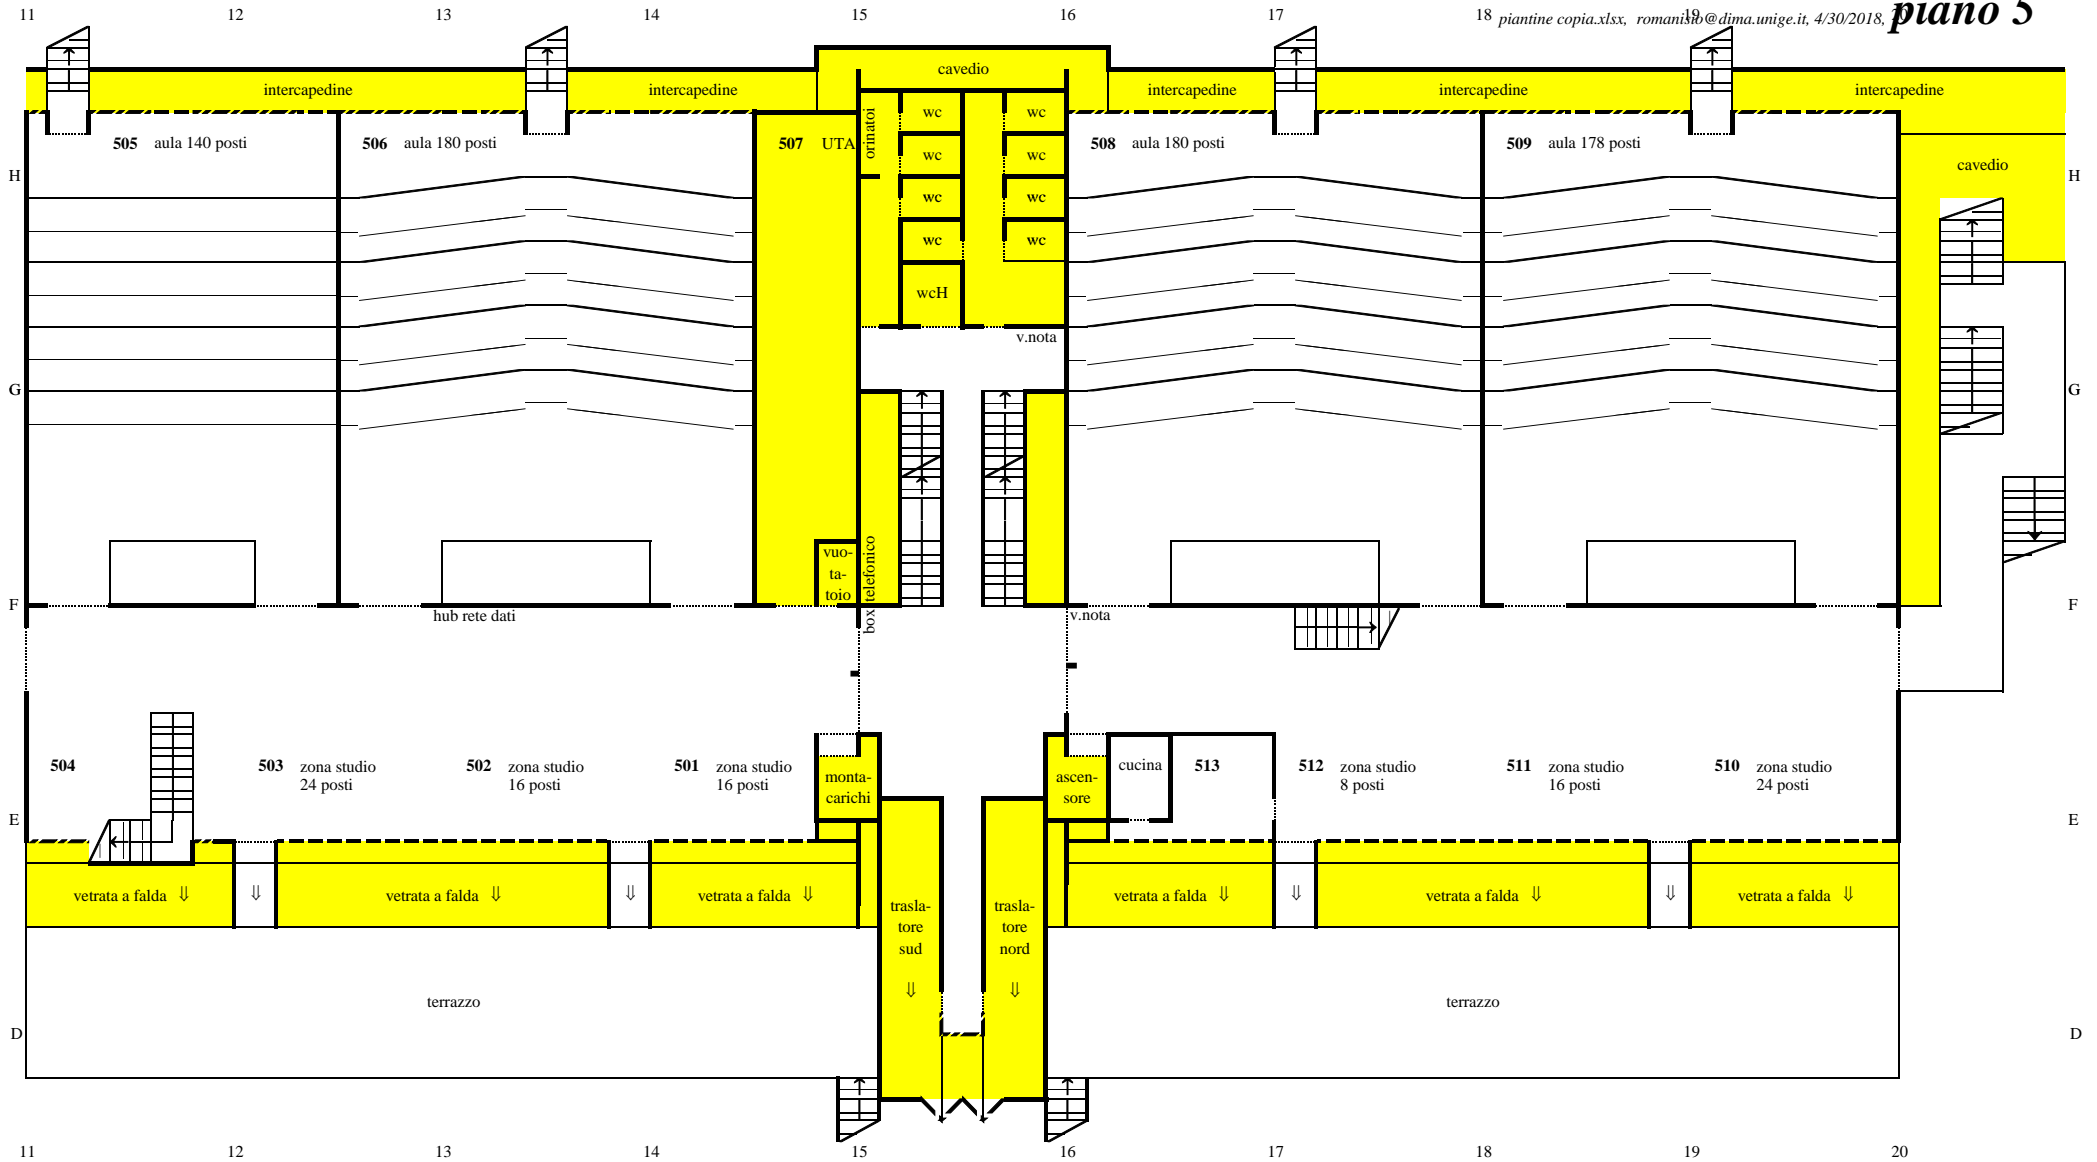 11 12 13 14 15 16 17 18 19 20
piantine copia.xlsx, romanisio@dima.unige.it, 4/30/2018,
piano 5
cavedio
intercapedine intercapedine intercapedine intercapedine intercapedine
505 aula 140 posti
506 aula 180 posti
507 UTA
orinatoi
wc wc
wc wc
wc wc
wc wc
wcH
v.nota
508 aula 180 posti
509 aula 178 posti
cavedio
H H
G G
vuo-
ta-
toio
box telefonico
F F
hub rete dati
v.nota
504
503 zona studio
24 posti
502 zona studio
16 posti
501 zona studio
16 posti
monta-
carichi
ascen-
sore
cucina
513
512 zona studio
8 posti
511 zona studio
16 posti
510 zona studio
24 posti
E E
vetrata a falda ⇓ ⇓ vetrata a falda ⇓ ⇓ vetrata a falda ⇓
trasla-
tore
sud
⇓
trasla-
tore
nord
⇓
vetrata a falda ⇓ ⇓ vetrata a falda ⇓ ⇓ vetrata a falda ⇓
terrazzo terrazzo
D D
11 12 13 14 15 16 17 18 19 20